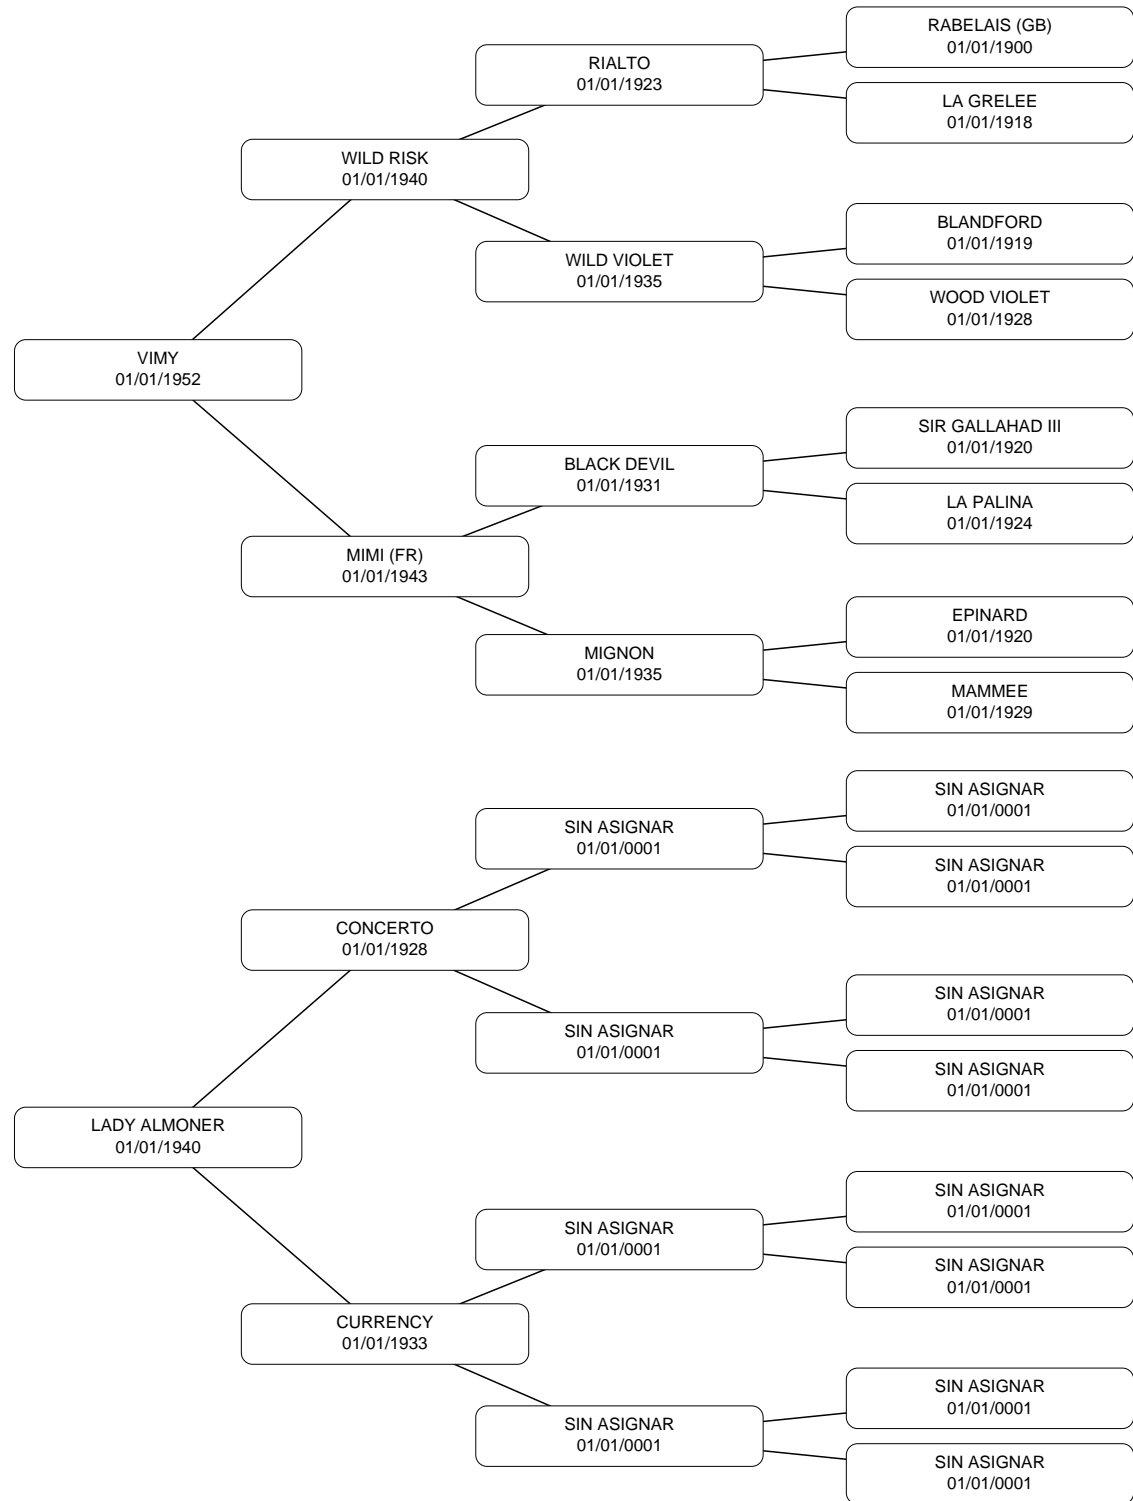 RABELAIS (GB)
01/01/1900
RIALTO
01/01/1923
LA GRELEE
01/01/1918
WILD RISK
01/01/1940
BLANDFORD
01/01/1919
WILD VIOLET
01/01/1935
WOOD VIOLET
01/01/1928
VIMY
01/01/1952
SIR GALLAHAD III
01/01/1920
BLACK DEVIL
01/01/1931
LA PALINA
01/01/1924
MIMI (FR)
01/01/1943
EPINARD
01/01/1920
MIGNON
01/01/1935
MAMMEE
01/01/1929
SIN ASIGNAR
01/01/0001
SIN ASIGNAR
01/01/0001
SIN ASIGNAR
01/01/0001
CONCERTO
01/01/1928
SIN ASIGNAR
01/01/0001
SIN ASIGNAR
01/01/0001
SIN ASIGNAR
01/01/0001
LADY ALMONER
01/01/1940
SIN ASIGNAR
01/01/0001
SIN ASIGNAR
01/01/0001
SIN ASIGNAR
01/01/0001
CURRENCY
01/01/1933
SIN ASIGNAR
01/01/0001
SIN ASIGNAR
01/01/0001
SIN ASIGNAR
01/01/0001